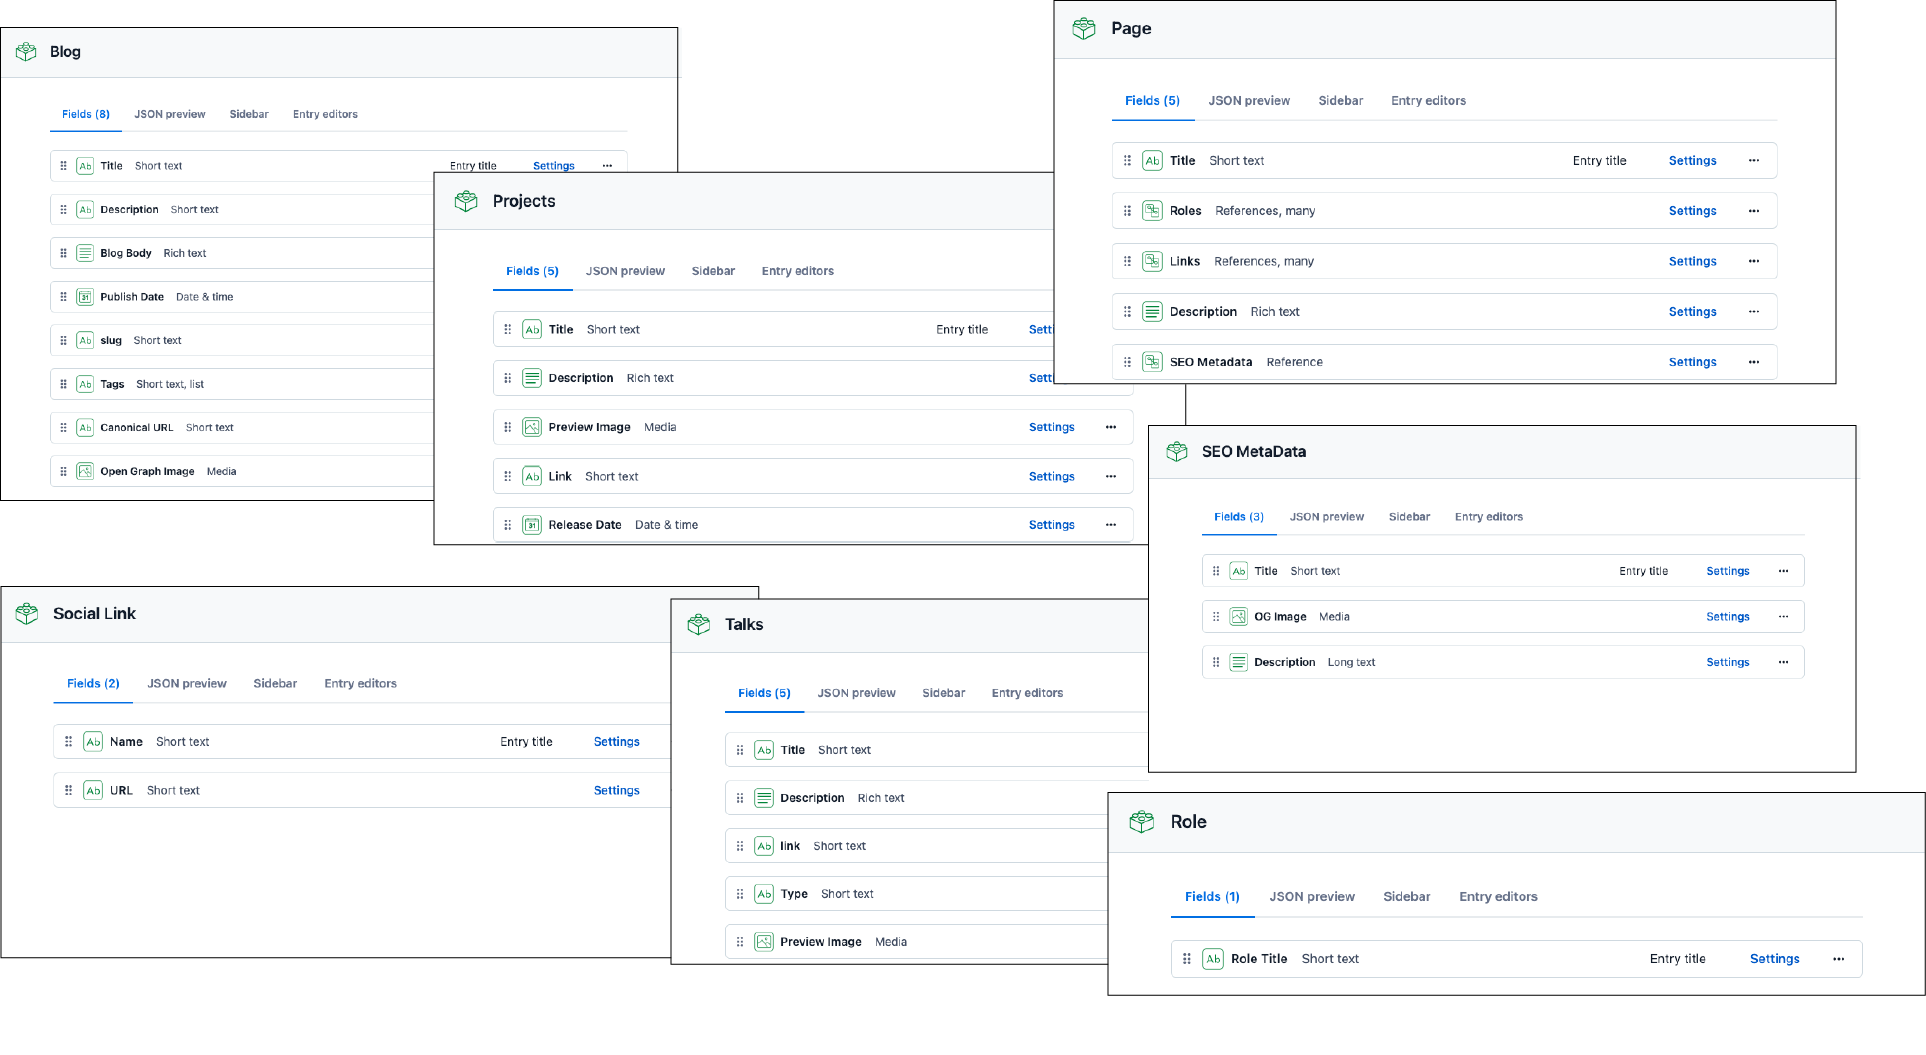 Blog
Fields (8) JSON preview Sidebar Entry editors
Ab Title Short text Entry title Settings ...
Ab Description Short text
Blog Body Rich text
31 Publish Date Date & time
Ab slug Short text
Ab Tags Short text, list
Ab Canonical URL Short text
Open Graph Image Media
Projects
Fields (5) JSON preview Sidebar Entry editors
Ab Title Short text Entry title Setti
Description Rich text Setti
Preview Image Media Settings ...
Ab Link Short text Settings ...
31 Release Date Date & time Settings ...
Page
Fields (5) JSON preview Sidebar Entry editors
Ab Title Short text Entry title Settings ...
Roles References, many Settings ...
Links References, many Settings ...
Description Rich text Settings ...
SEO Metadata Reference Settings ...
SEO MetaData
Fields (3) JSON preview Sidebar Entry editors
Ab Title Short text Entry title Settings ...
OG Image Media Settings ...
Description Long text Settings ...
Social Link
Fields (2) JSON preview Sidebar Entry editors
Ab Name Short text Entry title Settings
Ab URL Short text Settings
Talks
Fields (5) JSON preview Sidebar Entry editors
Ab Title Short text
Description Rich text
Ab link Short text
Ab Type Short text
Preview Image Media
Role
Fields (1) JSON preview Sidebar Entry editors
Ab Role Title Short text Entry title Settings ...